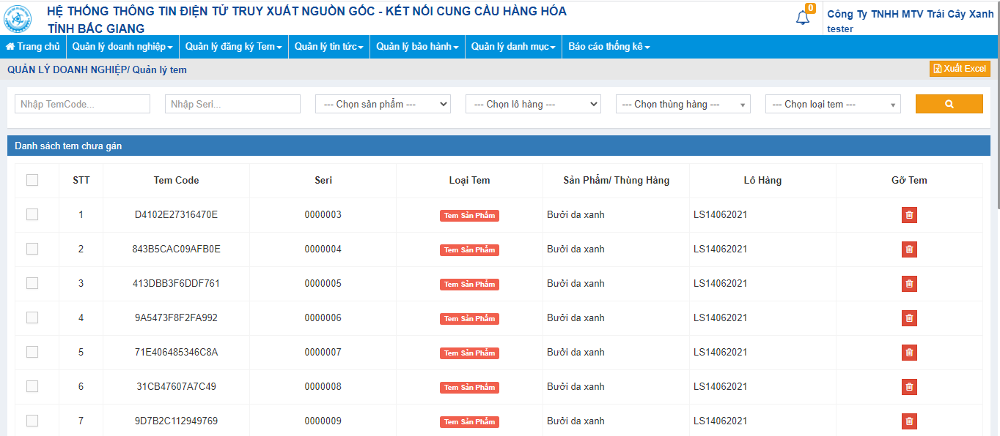 HỆ THỐNG THÔNG TIN ĐIỆN TỬ TRUY XUẤT NGUỒN GỐC - KẾT NỐI CUNG CẦU HÀNG HÓA
TỈNH BẮC GIANG
0
Công Ty TNHH MTV Trái Cây Xanh
tester
Trang chủ Quản lý doanh nghiệp Quản lý đăng ký Tem Quản lý tin tức Quản lý bảo hành Quản lý danh mục Báo cáo thống kê
QUẢN LÝ DOANH NGHIỆP/ Quản lý tem Xuất Excel
Nhập TemCode... Nhập Seri... --- Chọn sản phẩm --- --- Chọn lô hàng --- --- Chọn thùng hàng --- --- Chọn loại tem ---
Danh sách tem chưa gán
STT Tem Code Seri Loại Tem Sản Phẩm/ Thùng Hàng Lô Hàng Gỡ Tem
1 D4102E27316470E 0000003 Tem Sản Phẩm Bưởi da xanh LS14062021
2 843B5CAC09AFB0E 0000004 Tem Sản Phẩm Bưởi da xanh LS14062021
3 413DBB3F6DDF761 0000005 Tem Sản Phẩm Bưởi da xanh LS14062021
4 9A5473F8F2FA992 0000006 Tem Sản Phẩm Bưởi da xanh LS14062021
5 71E406485346C8A 0000007 Tem Sản Phẩm Bưởi da xanh LS14062021
6 31CB47607A7C49 0000008 Tem Sản Phẩm Bưởi da xanh LS14062021
7 9D7B2C112949769 0000009 Tem Sản Phẩm Bưởi da xanh LS14062021